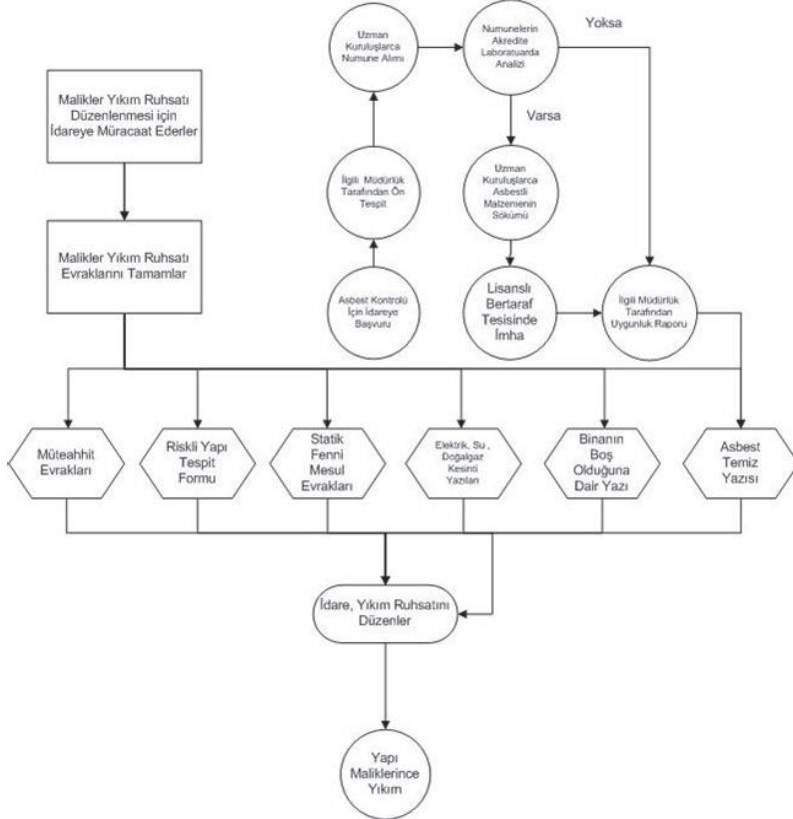 Uzman
Kuruluşlarca
Numune Alımı
Numunelerin
Akredite
Laboratuarda
Analizi
Yoksa
Malikler Yıkım Ruhsatı
Düzenlenmesi için
İdareye Müracaat Ederler
Varsa
İlgili Müdürlük
Tarafından Ön
Tespit
Uzman
Kuruluşlarca
Asbestli
Malzemenin
Sökümü
Malikler Yıkım Ruhsatı
Evraklarını Tamamlar
Asbest Kontrolü
İçin İdareye
Başvuru
Lisanslı
Bertaraf
Tesisinde
İmha
İlgili Müdürlük
Tarafından
Uygunluk Raporu
Müteahhit
Evrakları
Riskli Yapı
Tespit
Formu
Statik
Fenni
Mesul
Evrakları
Elektrik, Su ,
Doğalgaz
Kesinti
Yazıları
Binanın
Boş
Olduğuna
Dair Yazı
Asbest
Temiz
Yazısı
İdare, Yıkım Ruhsatını
Düzenler
Yapı
Maliklerince
Yıkım